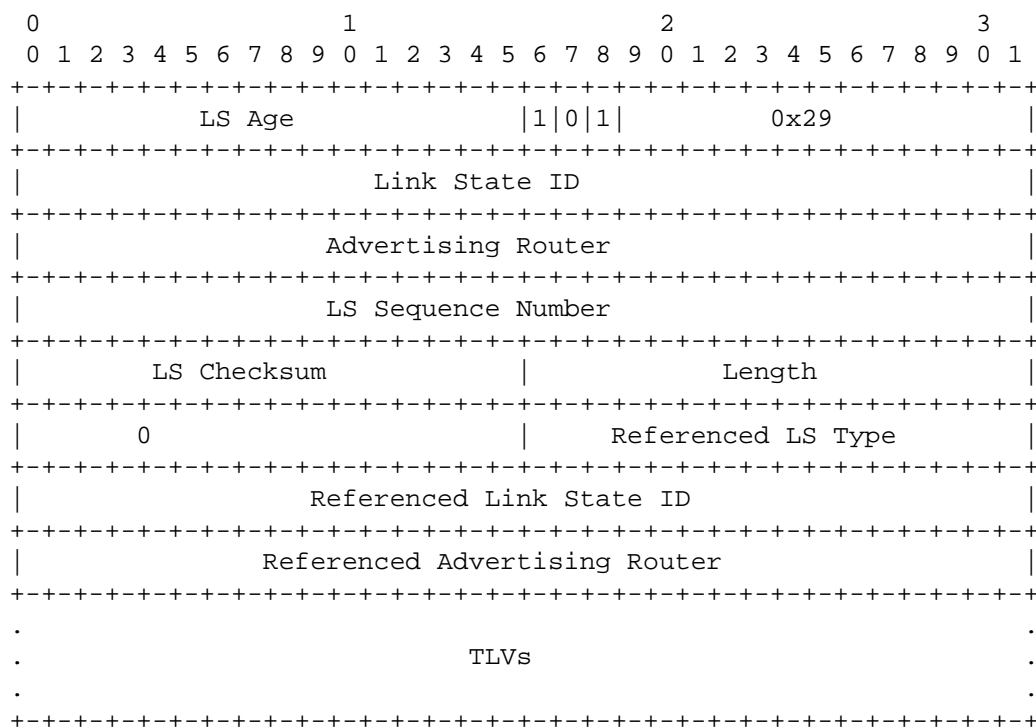 0                   1                   2                   3
 0 1 2 3 4 5 6 7 8 9 0 1 2 3 4 5 6 7 8 9 0 1 2 3 4 5 6 7 8 9 0 1
+-+-+-+-+-+-+-+-+-+-+-+-+-+-+-+-+-+-+-+-+-+-+-+-+-+-+-+-+-+-+-+-+
|           LS Age              |1|0|1|         0x29            |
+-+-+-+-+-+-+-+-+-+-+-+-+-+-+-+-+-+-+-+-+-+-+-+-+-+-+-+-+-+-+-+-+
|                      Link State ID                            |
+-+-+-+-+-+-+-+-+-+-+-+-+-+-+-+-+-+-+-+-+-+-+-+-+-+-+-+-+-+-+-+-+
|                   Advertising Router                          |
+-+-+-+-+-+-+-+-+-+-+-+-+-+-+-+-+-+-+-+-+-+-+-+-+-+-+-+-+-+-+-+-+
|                   LS Sequence Number                          |
+-+-+-+-+-+-+-+-+-+-+-+-+-+-+-+-+-+-+-+-+-+-+-+-+-+-+-+-+-+-+-+-+
|        LS Checksum            |            Length             |
+-+-+-+-+-+-+-+-+-+-+-+-+-+-+-+-+-+-+-+-+-+-+-+-+-+-+-+-+-+-+-+-+
|       0                       |     Referenced LS Type        |
+-+-+-+-+-+-+-+-+-+-+-+-+-+-+-+-+-+-+-+-+-+-+-+-+-+-+-+-+-+-+-+-+
|                  Referenced Link State ID                     |
+-+-+-+-+-+-+-+-+-+-+-+-+-+-+-+-+-+-+-+-+-+-+-+-+-+-+-+-+-+-+-+-+
|               Referenced Advertising Router                   |
+-+-+-+-+-+-+-+-+-+-+-+-+-+-+-+-+-+-+-+-+-+-+-+-+-+-+-+-+-+-+-+-+
.                                                               .
.                            TLVs                               .
.                                                               .
+-+-+-+-+-+-+-+-+-+-+-+-+-+-+-+-+-+-+-+-+-+-+-+-+-+-+-+-+-+-+-+-+